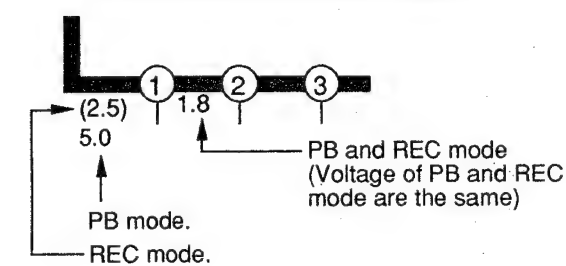 1 2 3
(2.5) 1.8
5.0
PB and REC mode
(Voltage of PB and REC
mode are the same)
PB mode.
REC mode.